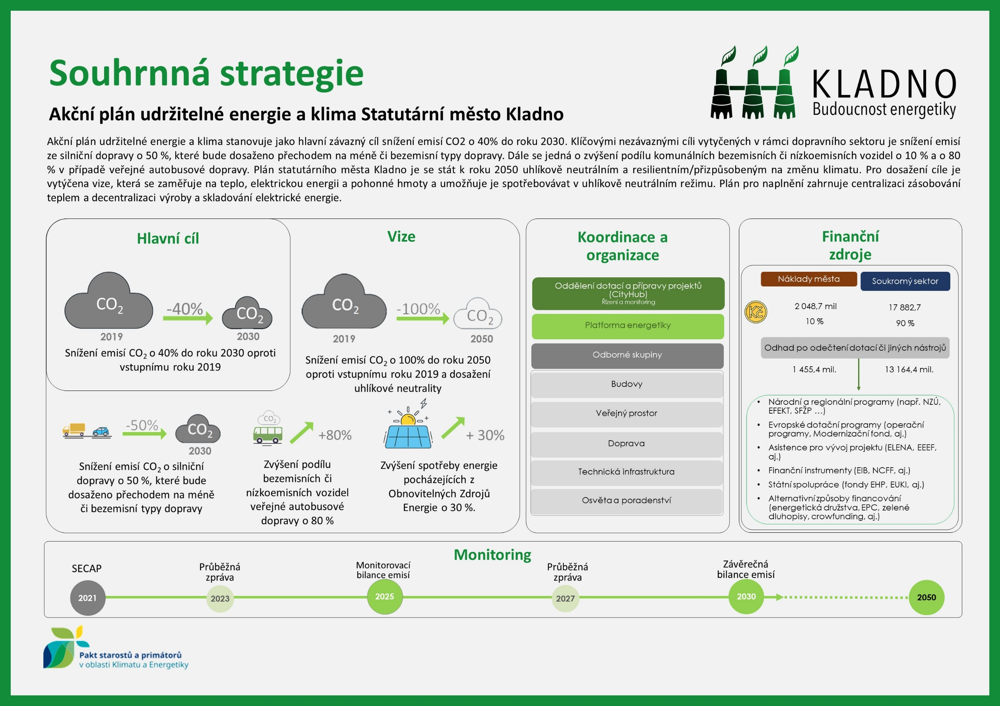 Souhrnná strategie
KLADNO
Budoucnost energetiky
Akční plán udržitelné energie a klima Statutární město Kladno
Akční plán udržitelné energie a klima stanovuje jako hlavní závazný cíl snížení emisí CO2 o 40% do roku 2030. Klíčovými nezávaznými cíli vytyčených v rámci dopravního sektoru je snížení emisí
ze silniční dopravy o 50 %, které bude dosaženo přechodem na méně či bezemisní typy dopravy. Dále se jedná o zvýšení podílu komunálních bezemisních či nízkoemisních vozidel o 10 % a o 80
% v případě veřejné autobusové dopravy. Plán statutárního města Kladno je se stát k roku 2050 uhlíkově neutrálním a resilientním/přizpůsobeným na změnu klimatu. Pro dosažení cíle je
vytýčena vize, která se zaměřuje na teplo, elektrickou energii a pohonné hmoty a umožňuje je spotřebovávat v uhlíkově neutrálním režimu. Plán pro naplnění zahrnuje centralizaci zásobování
teplem a decentralizaci výroby a skladování elektrické energie.
Hlavní cíl
CO₂
-40%
CO₂
2019
2030
Snížení emisí CO₂ o 40% do roku 2030 oproti
vstupnímu roku 2019
Vize
CO₂
-100%
CO₂
2019
2050
Snížení emisí CO₂ o 100% do roku 2050
oproti vstupnímu roku 2019 a dosažení
uhlíkové neutrality
-50%
CO₂
2030
Snížení emisí CO₂ o silniční
dopravy o 50 %, které bude
dosaženo přechodem na méně
či bezemisní typy dopravy
CO₂
+80%
Zvýšení podílu
bezemisních či
nízkoemisních vozidel
veřejné autobusové
dopravy o 80 %
+ 30%
Zvýšení spotřeby energie
pocházejících z
Obnovitelných Zdrojů
Energie o 30 %.
Koordinace a
organizace
Oddělení dotací a přípravy projektů
(CityHub)
Řízení a monitoring
Platforma energetiky
Odborné skupiny
Budovy
Veřejný prostor
Doprava
Technická infrastruktura
Osvěta a poradenství
Finanční
zdroje
Náklady města
Soukromý sektor
Kč
2 048,7 mil
17 882,7
10 %
90 %
Odhad po odečtení dotací či jiných nástrojů
1 455,4 mil.
13 164,4 mil.
• Národní a regionální programy (např. NZÚ,
EFEKT, SFŽP ...)
• Evropské dotační programy (operační
programy, Modernizační fond, aj.)
• Asistence pro vývoj projektu (ELENA, EEEF,
aj.)
• Finanční instrumenty (EIB, NCFF, aj.)
• Státní spolupráce (fondy EHP, EUKI, aj.)
• Alternativní způsoby financování
(energetická družstva, EPC, zelené
dluhopisy, crowfunding, aj.)
Monitoring
SECAP
2021
Průběžná
zpráva
2023
Monitorovací
bilance emisí
2025
Průběžná
zpráva
2027
Závěrečná
bilance emisí
2030
2050
Pakt starostů a primátorů
v oblasti Klimatu a Energetiky